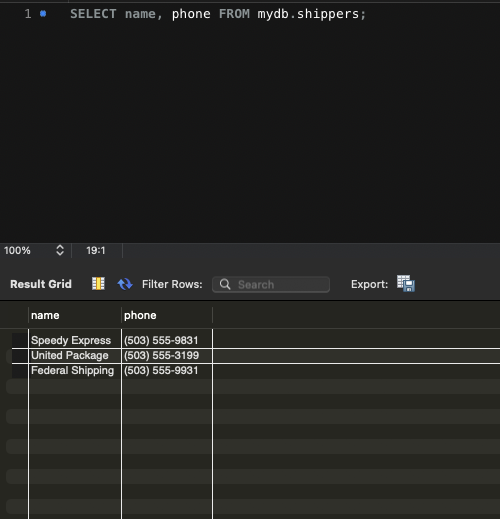 1 SELECT name, phone FROM mydb.shippers;
100% 19:1
Result Grid Filter Rows: Search Export:
name phone
Speedy Express (503) 555-9831
United Package (503) 555-3199
Federal Shipping (503) 555-9931